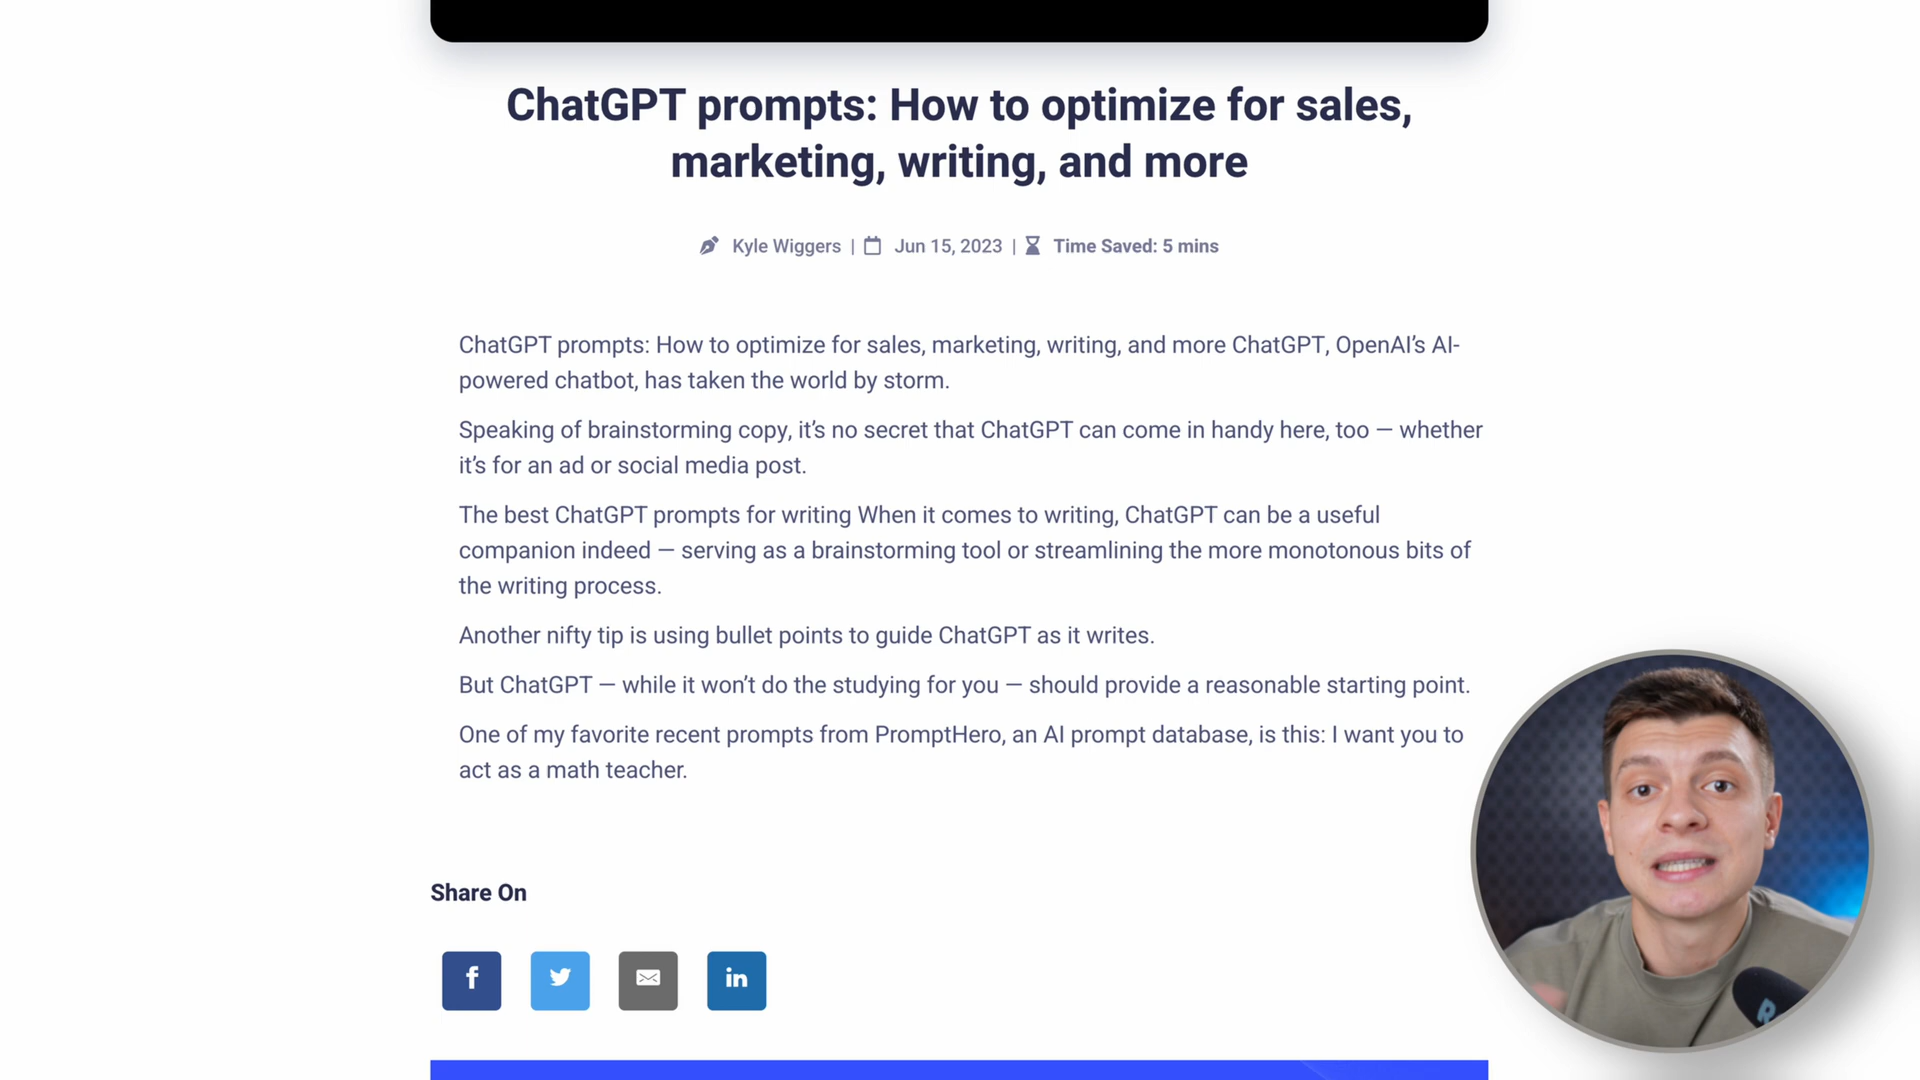 ChatGPT prompts: How to optimize for sales,
marketing, writing, and more
Kyle Wiggers | Jun 15, 2023 | Time Saved: 5 mins
ChatGPT prompts: How to optimize for sales, marketing, writing, and more ChatGPT, OpenAI’s AI-
powered chatbot, has taken the world by storm.
Speaking of brainstorming copy, it’s no secret that ChatGPT can come in handy here, too — whether
it’s for an ad or social media post.
The best ChatGPT prompts for writing When it comes to writing, ChatGPT can be a useful
companion indeed — serving as a brainstorming tool or streamlining the more monotonous bits of
the writing process.
Another nifty tip is using bullet points to guide ChatGPT as it writes.
But ChatGPT — while it won’t do the studying for you — should provide a reasonable starting point.
One of my favorite recent prompts from PromptHero, an AI prompt database, is this: I want you to
act as a math teacher.
Share On
f
in
R